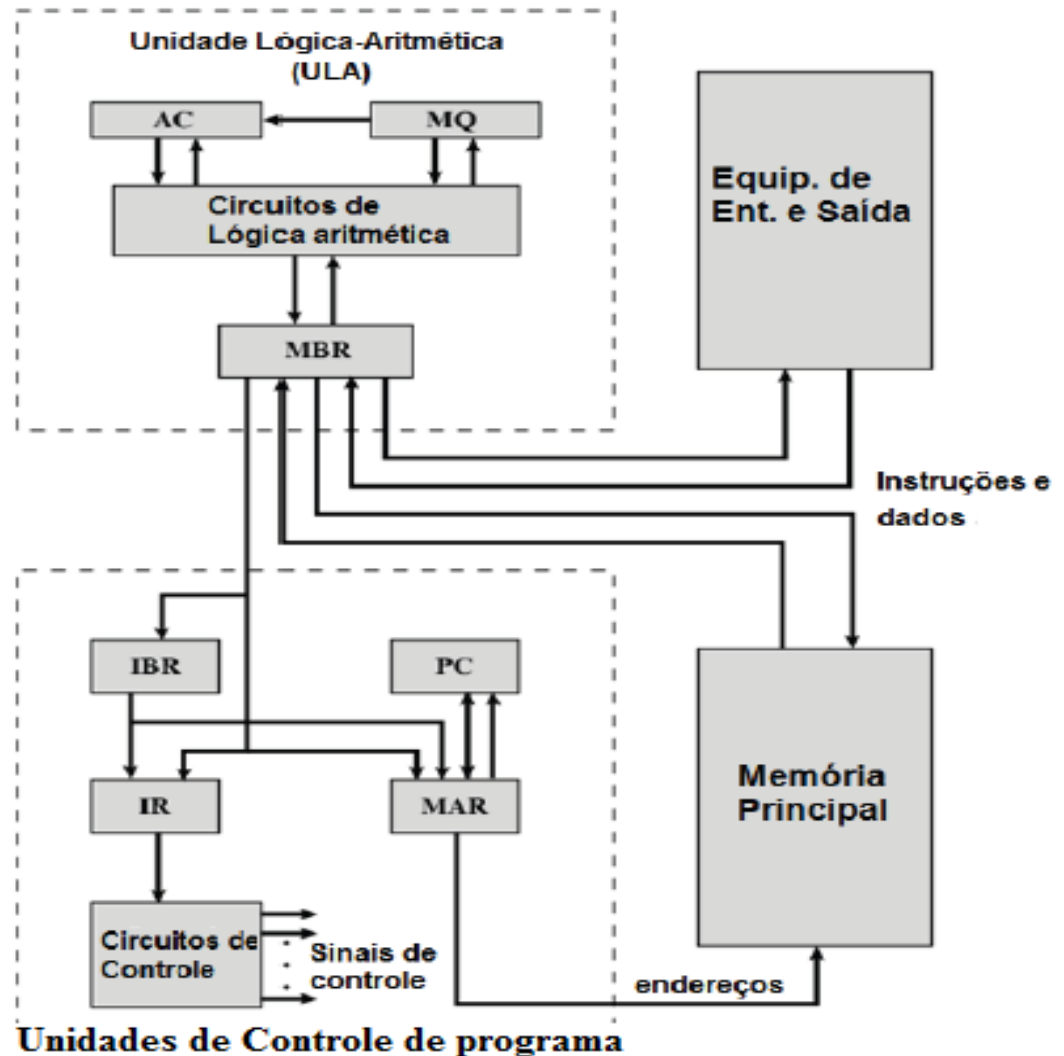 Unidade Lógica-Aritmética
(ULA)
AC
MQ
Circuitos de
Lógica aritmética
MBR
Equip. de
Ent. e Saída
Instruções e
dados
IBR
PC
IR
MAR
Memória
Principal
Circuitos de
Controle
Sinais de
controle
endereços
Unidades de Controle de programa